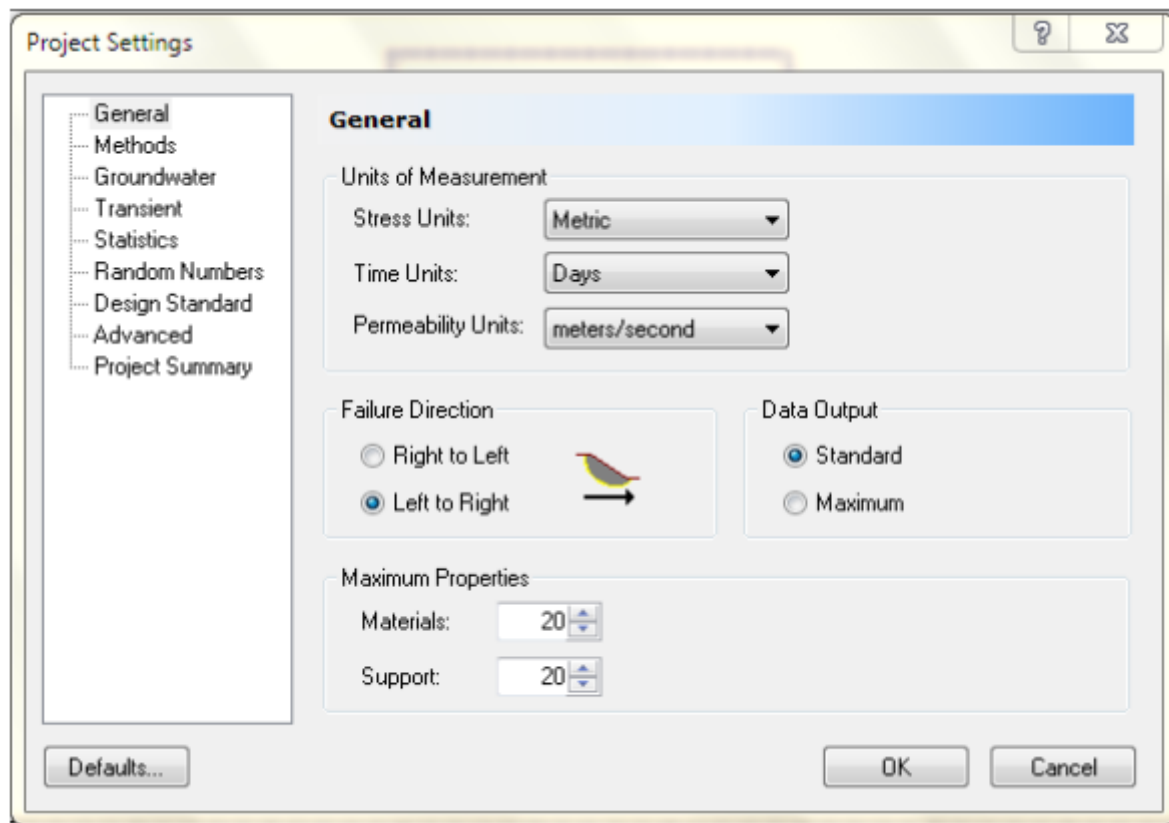 Project Settings
General
Methods
Groundwater
Transient
Statistics
Random Numbers
Design Standard
Advanced
Project Summary
General
Units of Measurement
Stress Units: Metric
Time Units: Days
Permeability Units: meters/second
Failure Direction
Right to Left
Left to Right
Data Output
Standard
Maximum
Maximum Properties
Materials: 20
Support: 20
Defaults... OK Cancel